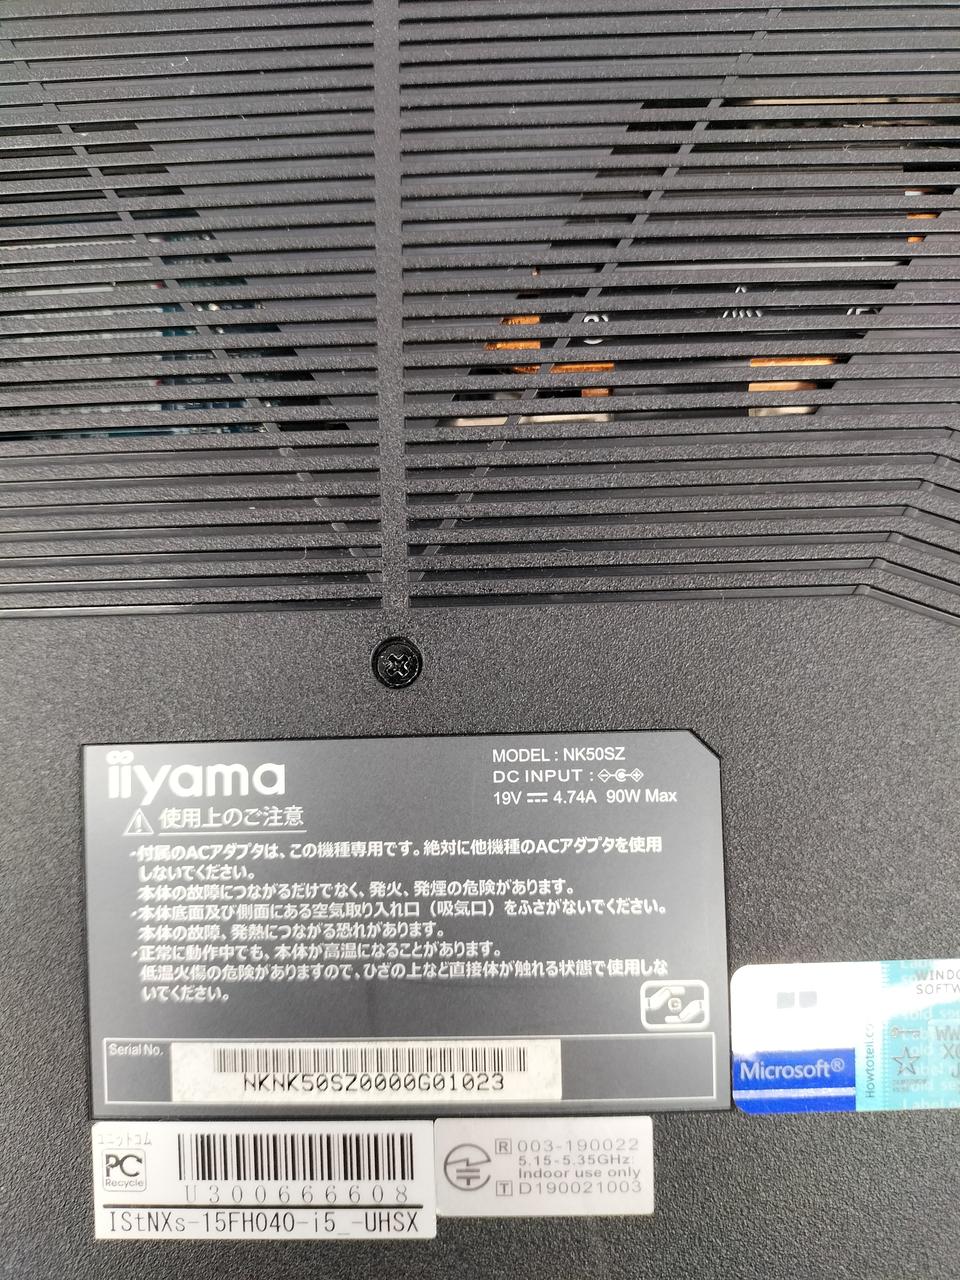 iiyama
MODEL : NK50SZ
DC INPUT :
19V 4.74A 90W Max
使用上のご注意
・付属のACアダプタは、この機種専用です。絶対に他機種のACアダプタを使用
しないでください。
本体の故障につながるだけでなく、発火、発煙の危険があります。
・本体底面及び側面にある空気取り入れ口（吸気口）をふさがないでください。
本体の故障、発熱につながる恐れがあります。
・正常に動作中でも、本体が高温になることがあります。
低温火傷の危険がありますので、ひざの上など直接体が触れる状態で使用しな
いでください。
G
Serial No.
NKNK50SZ0000G01023
Microsoft®
Howtotell.co
WINDO
SOFTW
ユニットコム
PC
Recycle
U300666608
IStNXs-15FH040-i5_-UHSX
R 003-190022
5.15-5.35GHz:
Indoor use only
T D190021003